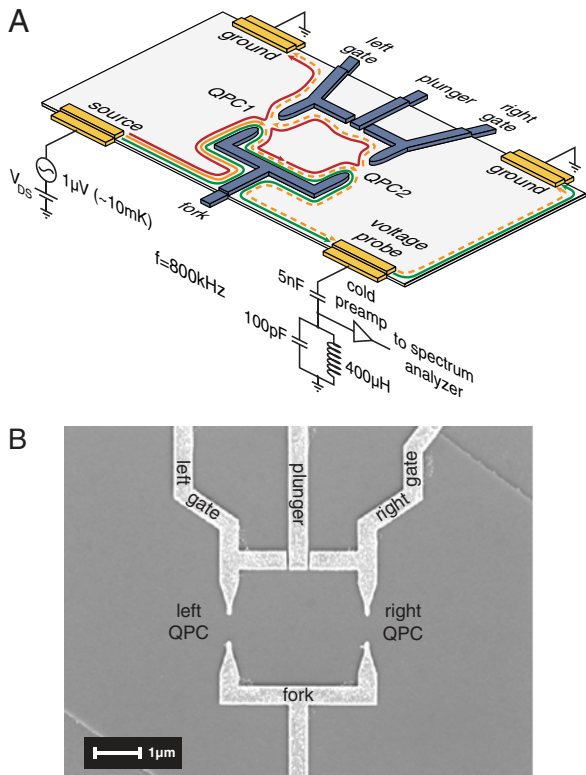 A
ground
left
gate
plunger
right
gate
QPC1
source
QPC2
ground
fork
voltage
probe
V_DS
1μV (~10mK)
f=800kHz
5nF
cold
preamp
to spectrum
analyzer
100pF
400μH
B
left
gate
plunger
right
gate
left
QPC
right
QPC
fork
1μm